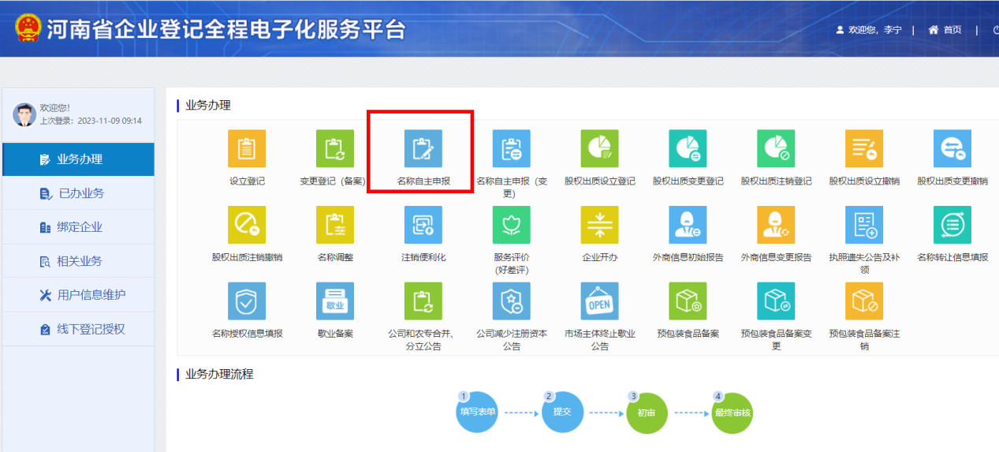 河南省企业登记全程电子化服务平台
欢迎您，李宁 | 首页 |
欢迎您!
上次登录：2023-11-09 09:14
业务办理
已办业务
绑定企业
相关业务
用户信息维护
线下登记授权
业务办理
设立登记
变更登记（备案）
名称自主申报
名称自主申报（变
更）
股权出质设立登记
股权出质变更登记
股权出质注销登记
股权出质设立撤销
股权出质变更撤销
股权出质注销撤销
名称调整
注销便利化
服务评价
(好差评)
企业开办
外商信息初始报告
外商信息变更报告
执照遗失公告及补
领
名称转让信息填报
名称授权信息填报
歇业
歇业备案
公司和农专合并、
分立公告
公司减少注册资本
公告
OPEN
市场主体终止歇业
公告
预包装食品备案
预包装食品备案变
更
预包装食品备案注
销
业务办理流程
1
填写表单
2
提交
3
初审
4
最终审核